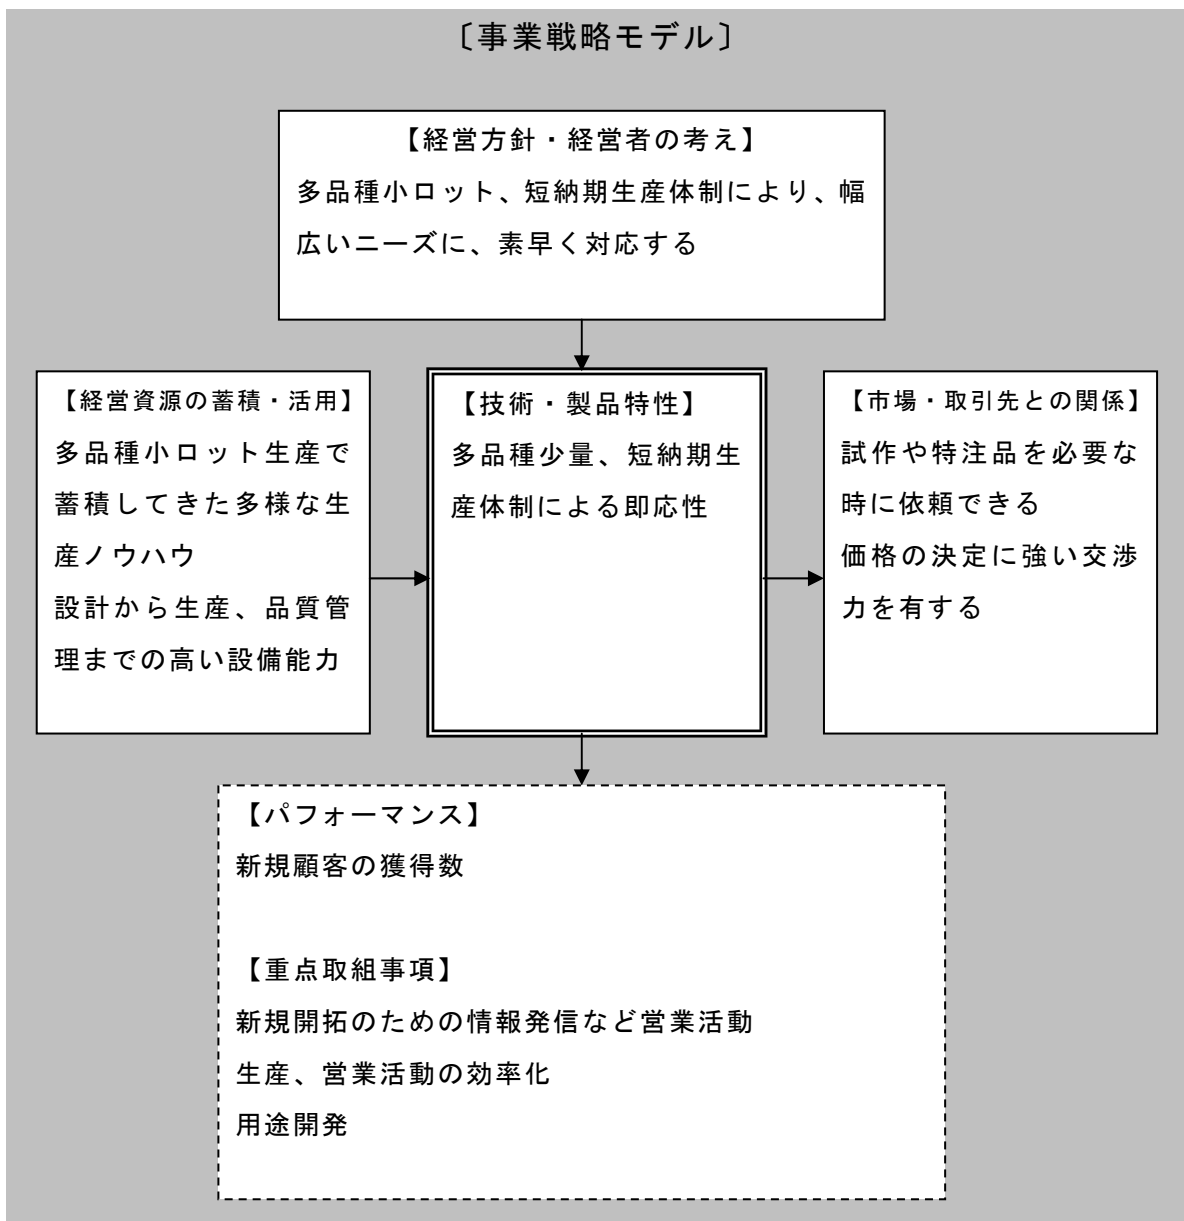 〔事業戦略モデル〕
【経営方針・経営者の考え】
多品種小ロット、短納期生産体制により、幅
広いニーズに、素早く対応する
【経営資源の蓄積・活用】
多品種小ロット生産で
蓄積してきた多様な生
産ノウハウ
設計から生産、品質管
理までの高い設備能力
【技術・製品特性】
多品種少量、短納期生
産体制による即応性
【市場・取引先との関係】
試作や特注品を必要な
時に依頼できる
価格の決定に強い交渉
力を有する
【パフォーマンス】
新規顧客の獲得数
【重点取組事項】
新規開拓のための情報発信など営業活動
生産、営業活動の効率化
用途開発